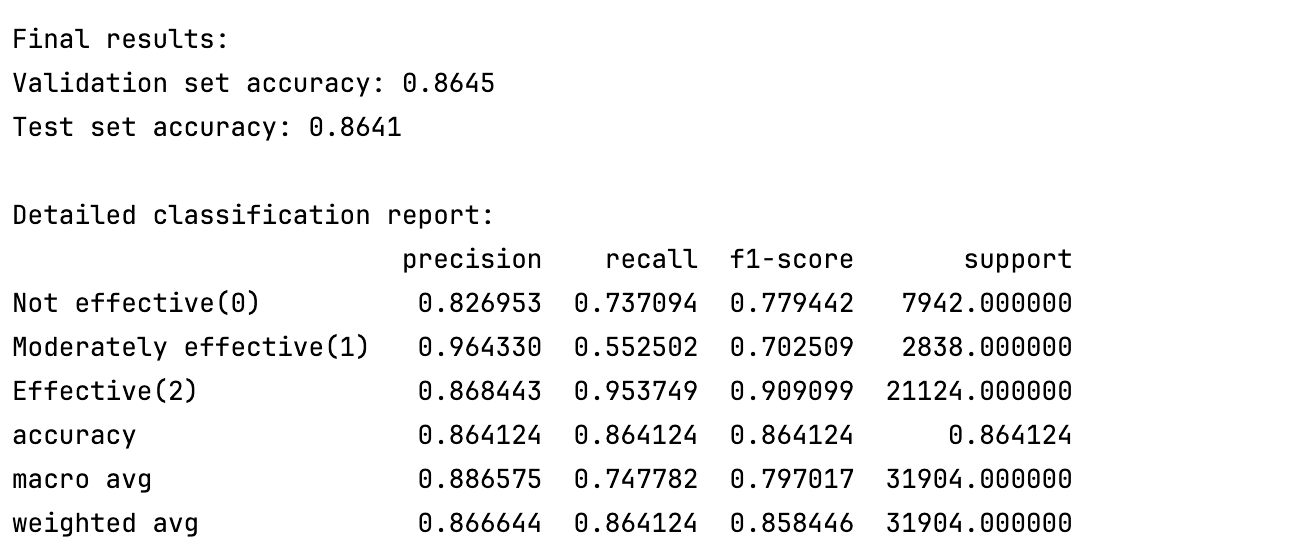 Final results:
Validation set accuracy: 0.8645
Test set accuracy: 0.8641
Detailed classification report:
precision recall f1-score support
Not effective(0) 0.826953 0.737094 0.779442 7942.000000
Moderately effective(1) 0.964330 0.552502 0.702509 2838.000000
Effective(2) 0.868443 0.953749 0.909099 21124.000000
accuracy 0.864124 0.864124 0.864124 0.864124
macro avg 0.886575 0.747782 0.797017 31904.000000
weighted avg 0.866644 0.864124 0.858446 31904.000000